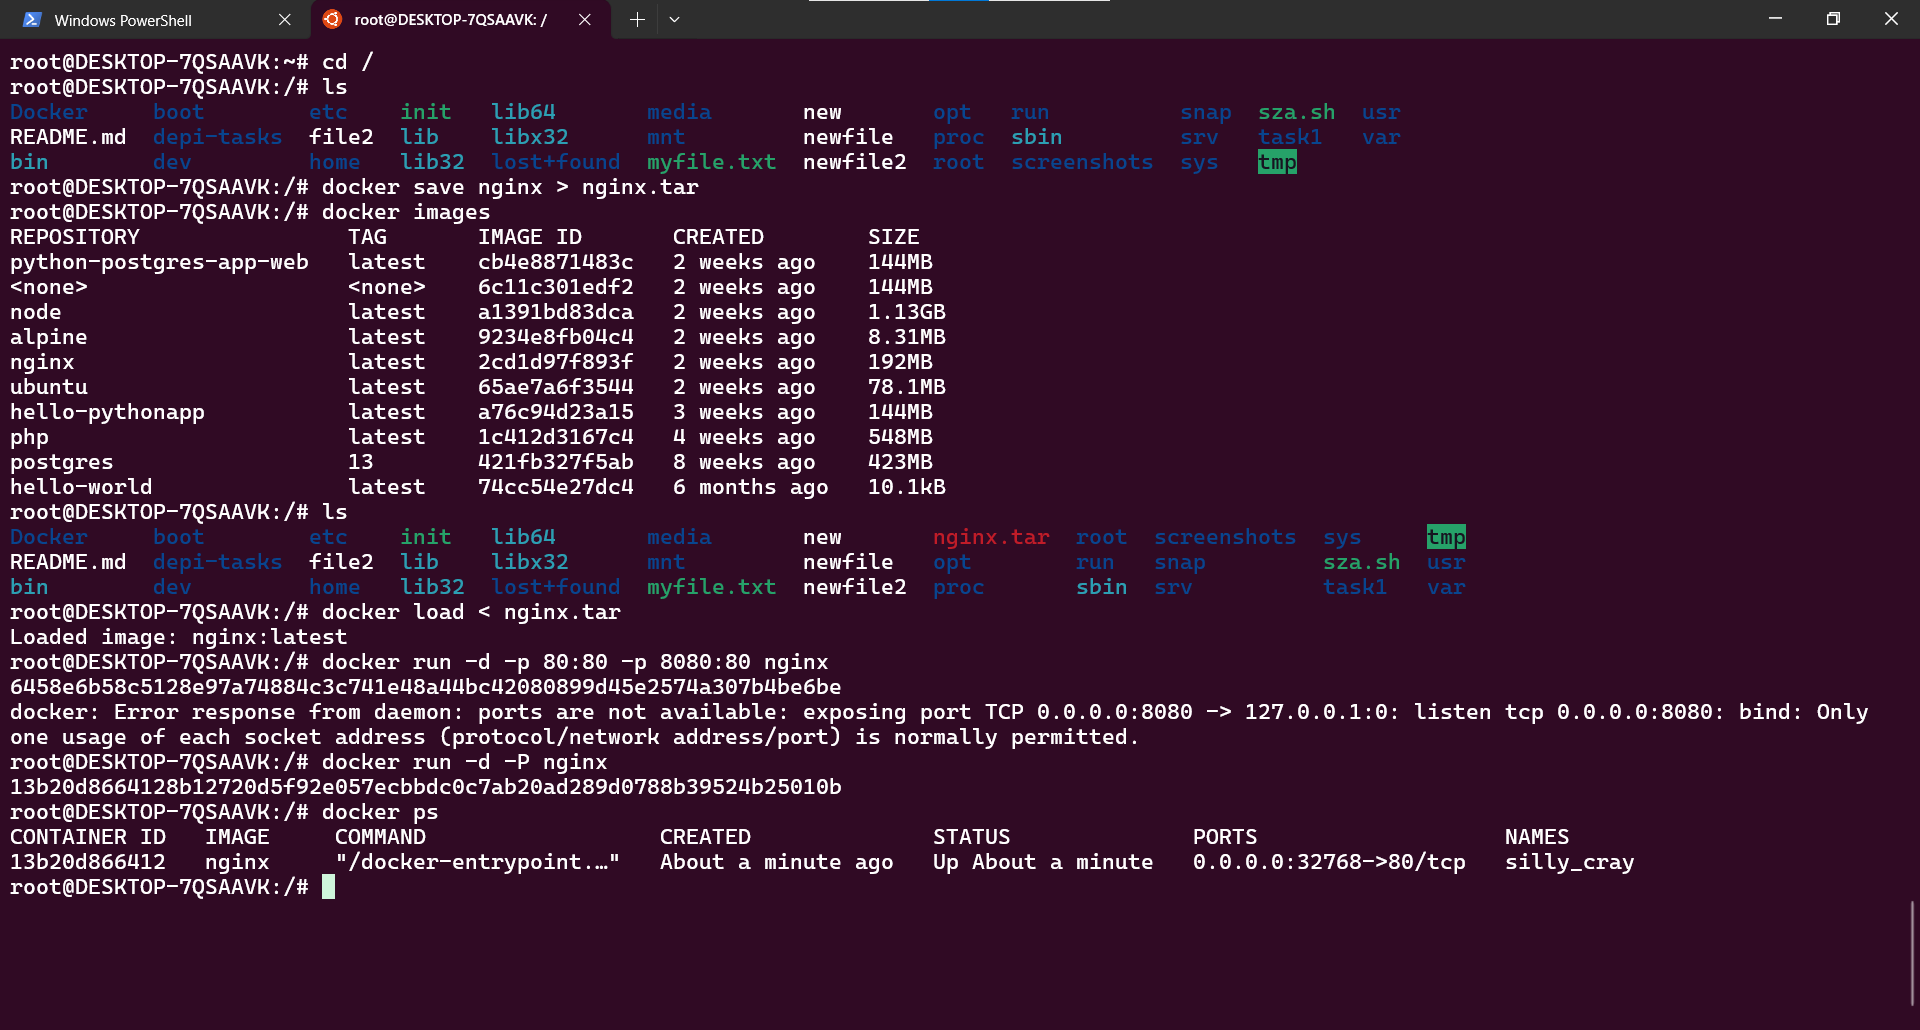 Windows PowerShell root@DESKTOP-7QSAAVK: /
root@DESKTOP-7QSAAVK:~# cd /
root@DESKTOP-7QSAAVK:/# ls
Docker boot etc init lib64 media new opt run snap sza.sh usr
README.md depi-tasks file2 lib libx32 mnt newfile proc sbin srv task1 var
bin dev home lib32 lost+found myfile.txt newfile2 root screenshots sys tmp
root@DESKTOP-7QSAAVK:/# docker save nginx > nginx.tar
root@DESKTOP-7QSAAVK:/# docker images
REPOSITORY TAG IMAGE ID CREATED SIZE
python-postgres-app-web latest cb4e8871483c 2 weeks ago 144MB
<none> <none> 6c11c301edf2 2 weeks ago 144MB
node latest a1391bd83dca 2 weeks ago 1.13GB
alpine latest 9234e8fb04c4 2 weeks ago 8.31MB
nginx latest 2cd1d97f893f 2 weeks ago 192MB
ubuntu latest 65ae7a6f3544 2 weeks ago 78.1MB
hello-pythonapp latest a76c94d23a15 3 weeks ago 144MB
php latest 1c412d3167c4 4 weeks ago 548MB
postgres 13 421fb327f5ab 8 weeks ago 423MB
hello-world latest 74cc54e27dc4 6 months ago 10.1kB
root@DESKTOP-7QSAAVK:/# ls
Docker boot etc init lib64 media new nginx.tar root screenshots sys tmp
README.md depi-tasks file2 lib libx32 mnt newfile opt run snap sza.sh usr
bin dev home lib32 lost+found myfile.txt newfile2 proc sbin srv task1 var
root@DESKTOP-7QSAAVK:/# docker load < nginx.tar
Loaded image: nginx:latest
root@DESKTOP-7QSAAVK:/# docker run -d -p 80:80 -p 8080:80 nginx
6458e6b58c5128e97a74884c3c741e48a44bc42080899d45e2574a307b4be6be
docker: Error response from daemon: ports are not available: exposing port TCP 0.0.0.0:8080 -> 127.0.0.1:0: listen tcp 0.0.0.0:8080: bind: Only
one usage of each socket address (protocol/network address/port) is normally permitted.
root@DESKTOP-7QSAAVK:/# docker run -d -P nginx
13b20d8664128b12720d5f92e057ecbbdc0c7ab20ad289d0788b39524b25010b
root@DESKTOP-7QSAAVK:/# docker ps
CONTAINER ID IMAGE COMMAND CREATED STATUS PORTS NAMES
13b20d866412 nginx "/docker-entrypoint.…" About a minute ago Up About a minute 0.0.0.0:32768->80/tcp silly_cray
root@DESKTOP-7QSAAVK:/#